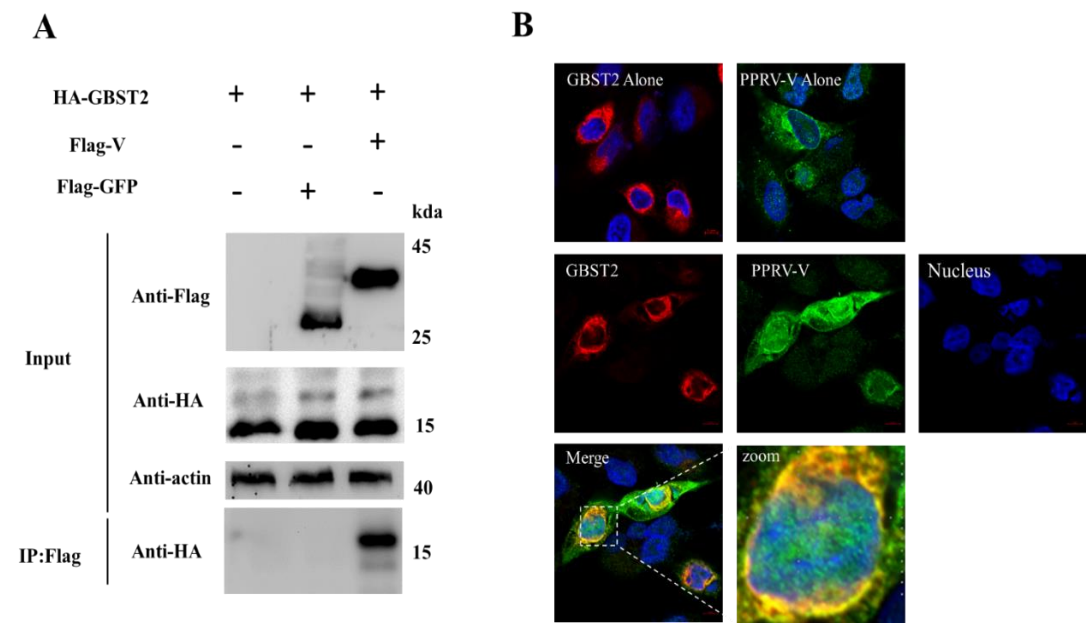 A
HA-GBST2 + + +
Flag-V - - +
Flag-GFP - + -
kda
45
Anti-Flag
25
Input
Anti-HA
15
Anti-actin
40
IP:Flag
Anti-HA
15
B
GBST2 Alone
PPRV-V Alone
GBST2
PPRV-V
Nucleus
Merge
zoom